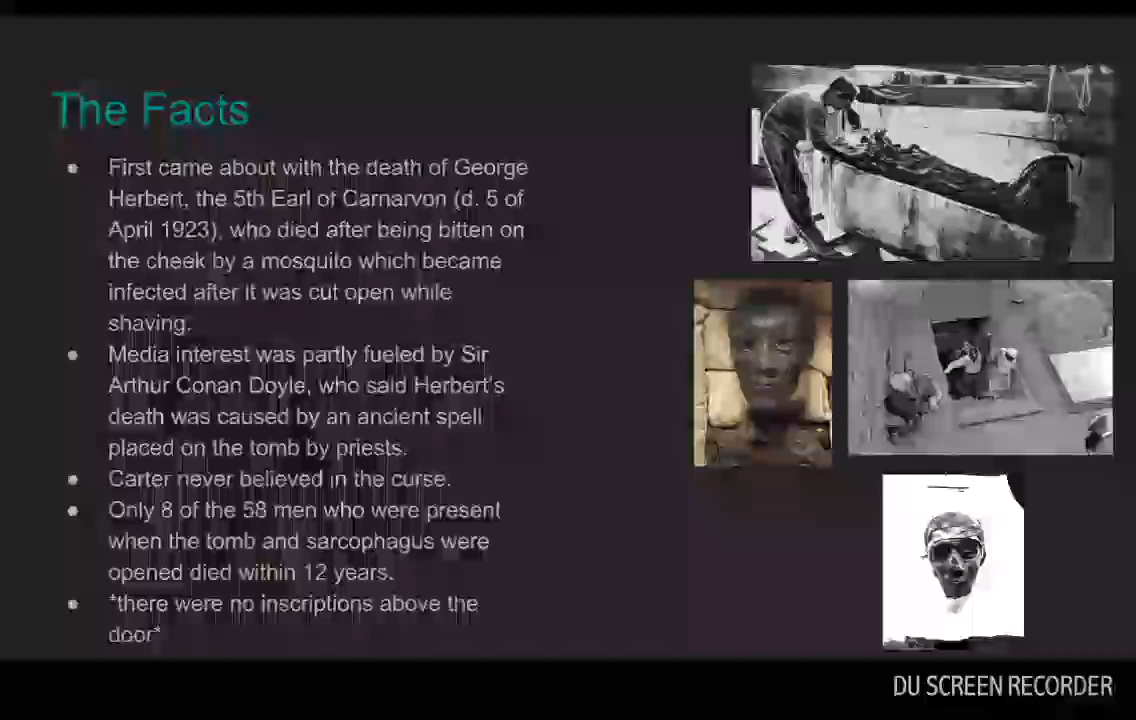 The Facts
● First came about with the death of George
Herbert, the 5th Earl of Carnarvon (d. 5 of
April 1923), who died after being bitten on
the cheek by a mosquito which became
infected after it was cut open while
shaving.
● Media interest was partly fueled by Sir
Arthur Conan Doyle, who said Herbert's
death was caused by an ancient spell
placed on the tomb by priests.
● Carter never believed in the curse.
● Only 8 of the 58 men who were present
when the tomb and sarcophagus were
opened died within 12 years.
● *there were no inscriptions above the
door*
DU SCREEN RECORDER